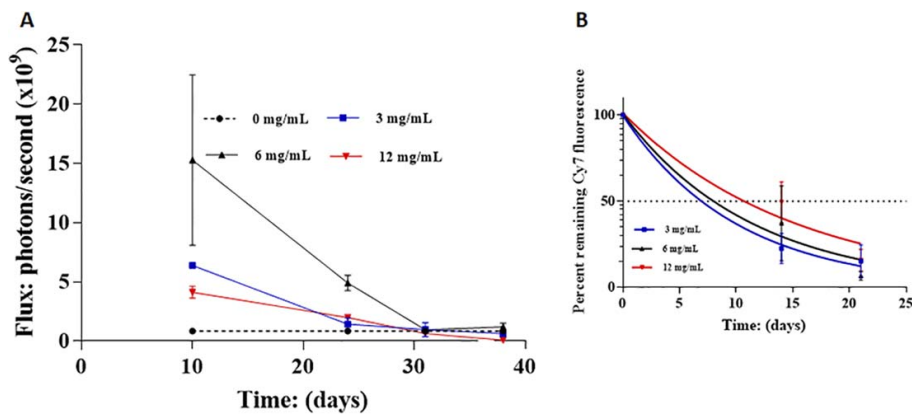 A
Flux: photons/second (x10⁹)
25
20
15
10
5
0
0 mg/mL
3 mg/mL
6 mg/mL
12 mg/mL
0
10
20
30
40
Time: (days)
B
Percent remaining Cy7 fluorescence
100
50
0
3 mg/mL
6 mg/mL
12 mg/mL
0
5
10
15
20
25
Time: (days)